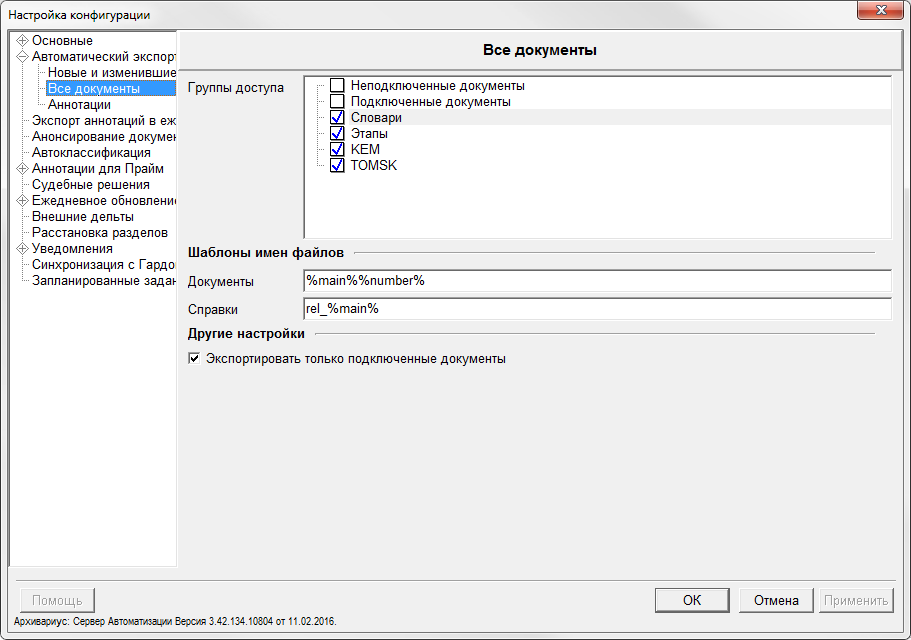 Настройка конфигурации
Основные
Автоматический экспорт
Новые и изменившие
Все документы
Аннотации
Экспорт аннотаций в еж
Анонсирование докумен
Автоклассификация
Аннотации для Прайм
Судебные решения
Ежедневное обновлени
Внешние дельты
Расстановка разделов
Уведомления
Синхронизация с Гардо
Запланированные задан
Все документы
Группы доступа
Неподключенные документы
Подключенные документы
Словари
Этапы
KEM
TOMSK
Шаблоны имен файлов
Документы %main%%number%
Справки rel_%main%
Другие настройки
Экспортировать только подключенные документы
Помощь OK Отмена Применить
Архивариус: Сервер Автоматизации Версия 3.42.134.10804 от 11.02.2016.